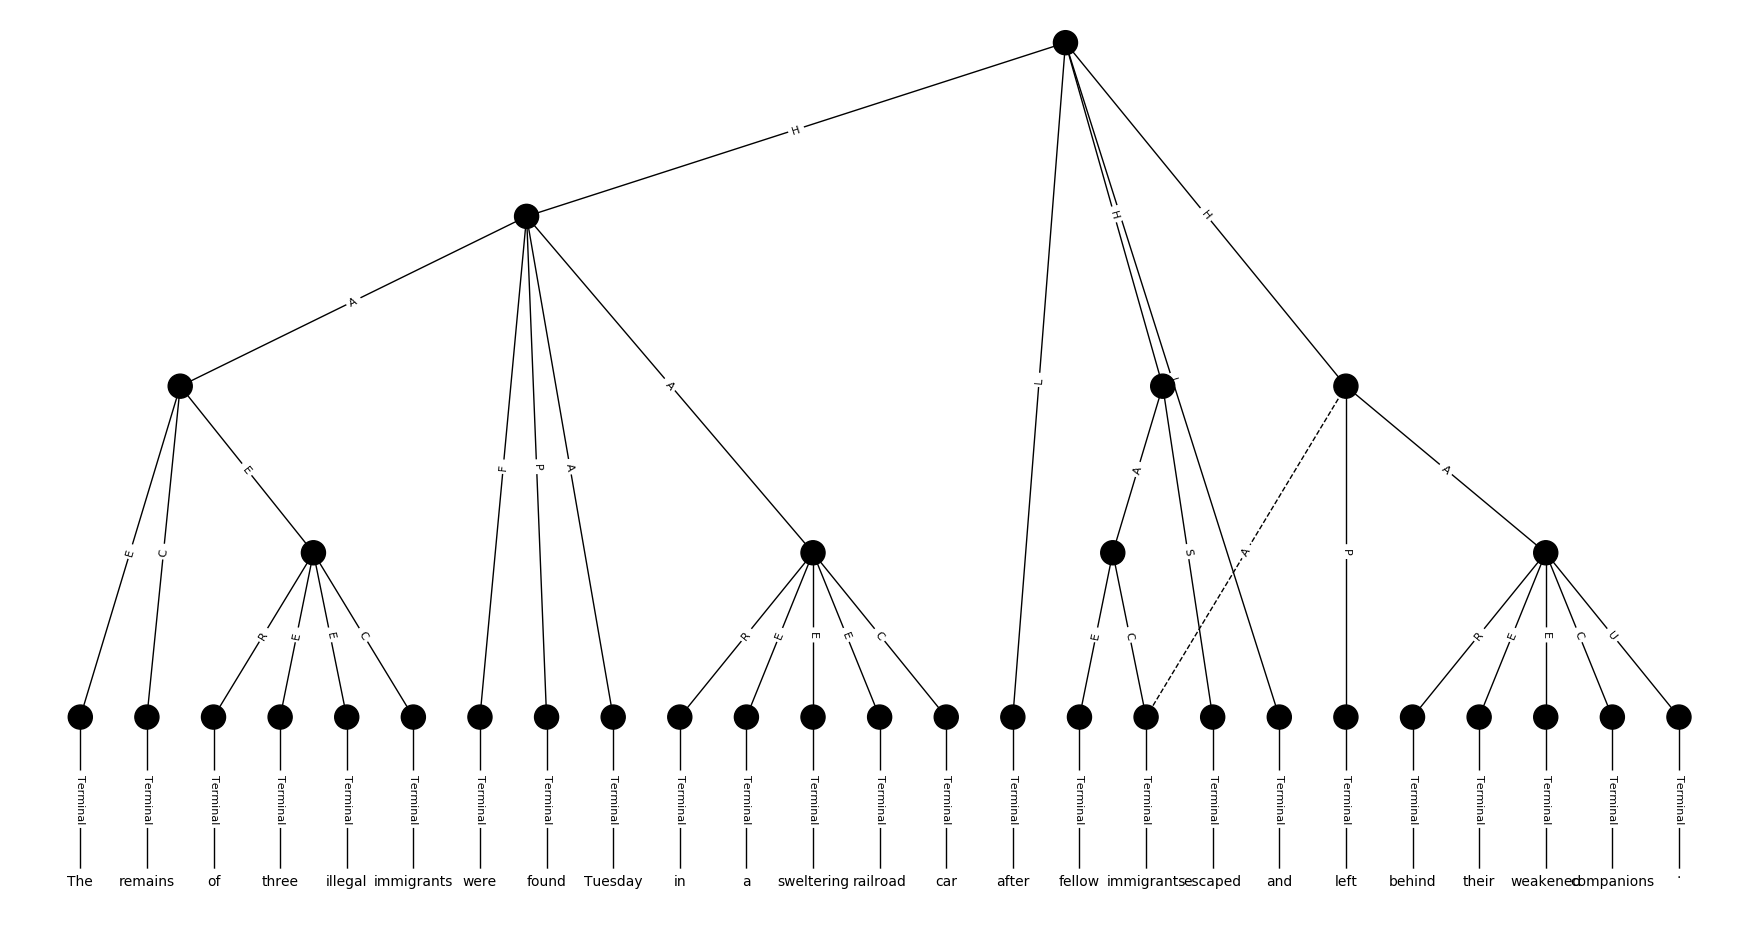 H
H
H
A
L
L
A
E
A
F
P
A
A
A
E
C
S
A
P
R
E
E
C
R
E
E
E
C
E
C
R
E
E
C
U
Terminal Terminal Terminal Terminal Terminal Terminal Terminal Terminal Terminal Terminal Terminal Terminal Terminal Terminal Terminal Terminal Terminal Terminal Terminal Terminal Terminal Terminal Terminal Terminal Terminal
The remains of three illegal immigrants were found Tuesday in a sweltering railroad car after fellow immigrants escaped and left behind their weakened companions .